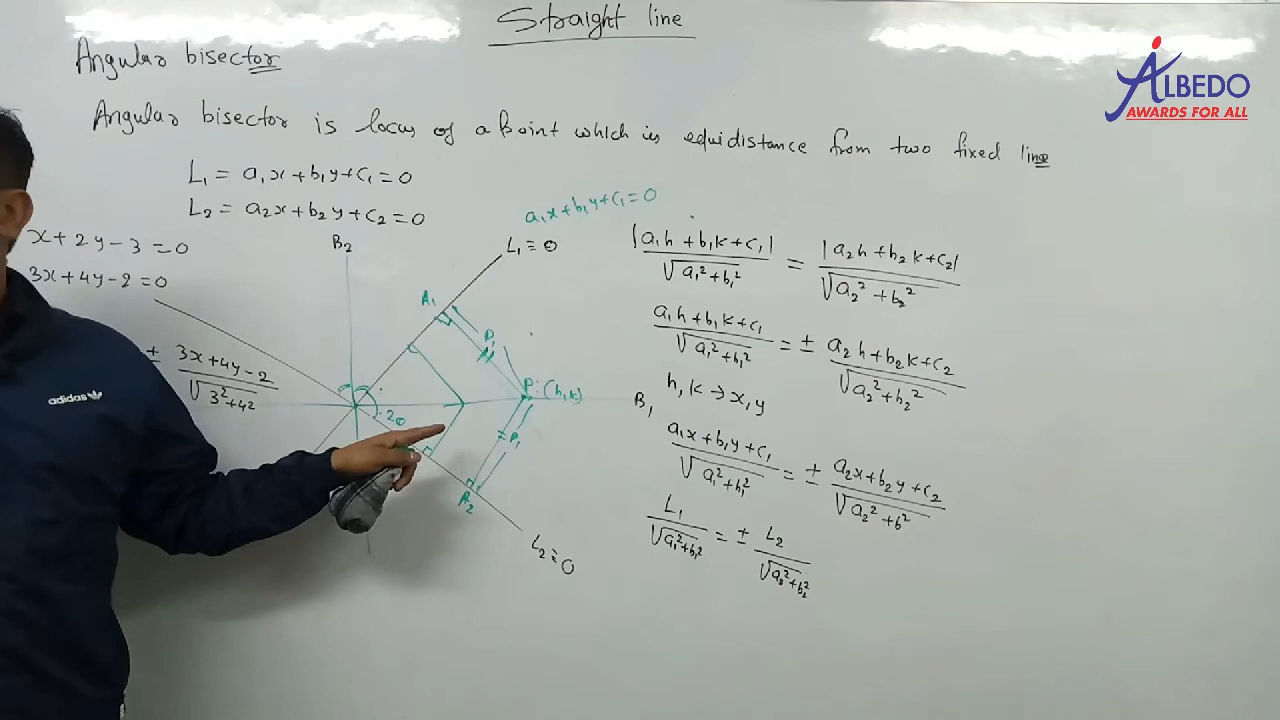 Straight line
Angular bisector
ALBEDO
AWARDS FOR ALL
Angular bisector is locus of a Point which is equidistance from two fixed line
L₁ = a₁x + b₁y + c₁ = 0
L₂ = a₂x + b₂y + c₂ = 0
x + 2y - 3 = 0
3x + 4y - 2 = 0
± (3x + 4y - 2) / √3² + 4²
adidas
B₂
a₁x + b₁y + c₁ = 0
L₁ = 0
A₁
P₁
P: (h, k)
B₁
2θ
P₁
A₂
L₂ = 0
|a₁h + b₁k + c₁| / √a₁² + b₁² = |a₂h + b₂k + c₂| / √a₂² + b₂²
a₁h + b₁k + c₁ / √a₁² + b₁² = ± a₂h + b₂k + c₂ / √a₂² + b₂²
h, k → x, y
a₁x + b₁y + c₁ / √a₁² + b₁² = ± a₂x + b₂y + c₂ / √a₂² + b²
L₁ / √a₁² + b₁² = ± L₂ / √a₂² + b₂²